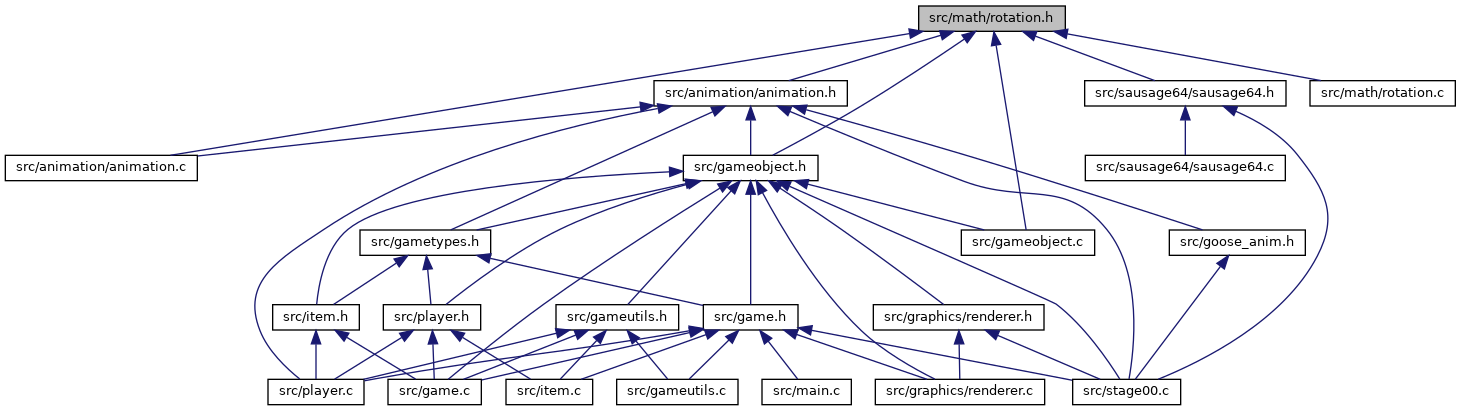 src/math/rotation.h
src/animation/animation.h
src/sausage64/sausage64.h
src/math/rotation.c
src/animation/animation.c
src/gameobject.h
src/sausage64/sausage64.c
src/gametypes.h
src/gameobject.c
src/goose_anim.h
src/item.h
src/player.h
src/gameutils.h
src/game.h
src/graphics/renderer.h
src/player.c
src/game.c
src/item.c
src/gameutils.c
src/main.c
src/graphics/renderer.c
src/stage00.c